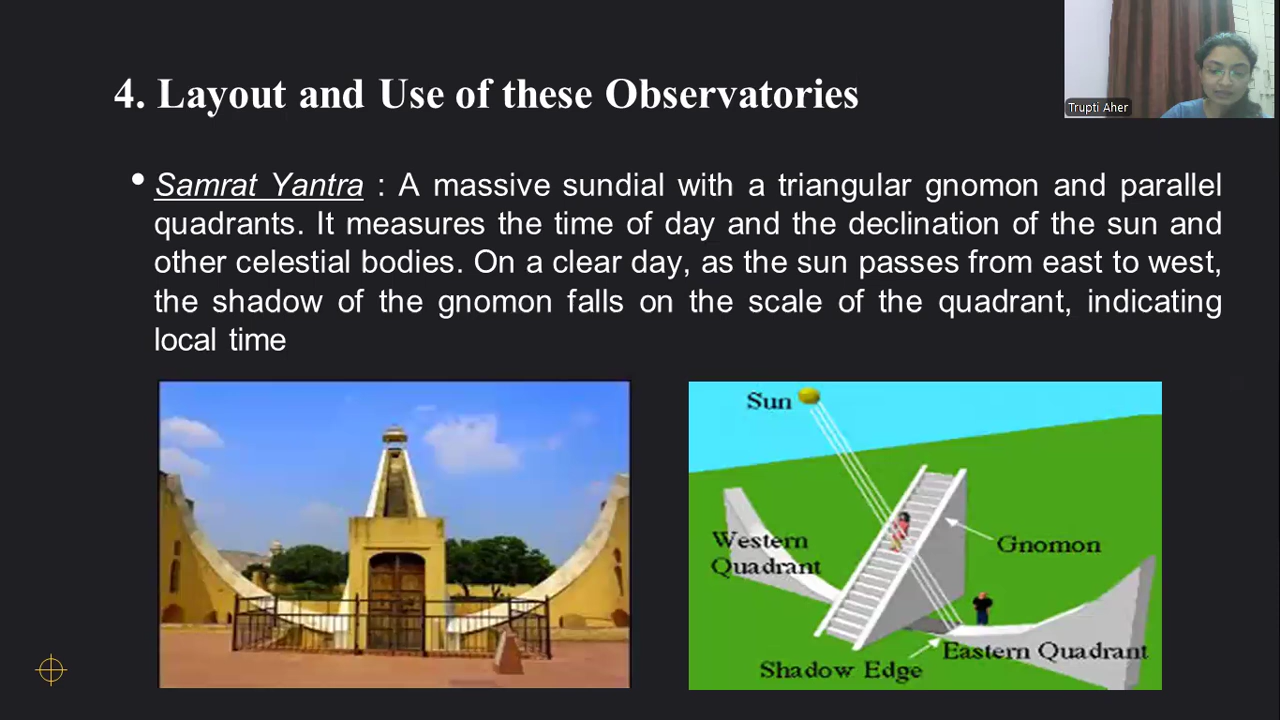 4. Layout and Use of these Observatories
Trupti Aher
• Samrat Yantra : A massive sundial with a triangular gnomon and parallel
quadrants. It measures the time of day and the declination of the sun and
other celestial bodies. On a clear day, as the sun passes from east to west,
the shadow of the gnomon falls on the scale of the quadrant, indicating
local time
Sun
Western
Quadrant
Gnomon
Eastern Quadrant
Shadow Edge